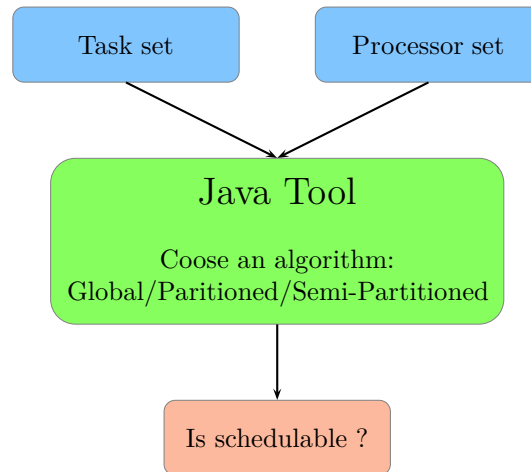 Task set
Processor set
Java Tool
Coose an algorithm:
Global/Paritioned/Semi-Partitioned
Is schedulable ?